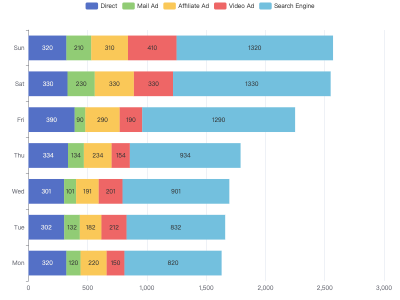 Direct Mail Ad Affiliate Ad Video Ad Search Engine
Sun 320 210 310 410 1320
Sat 330 230 330 330 1330
Fri 390 90 290 190 1290
Thu 334 134 234 154 934
Wed 301 101 191 201 901
Tue 302 132 182 212 832
Mon 320 120 220 150 820
0 500 1,000 1,500 2,000 2,500 3,000